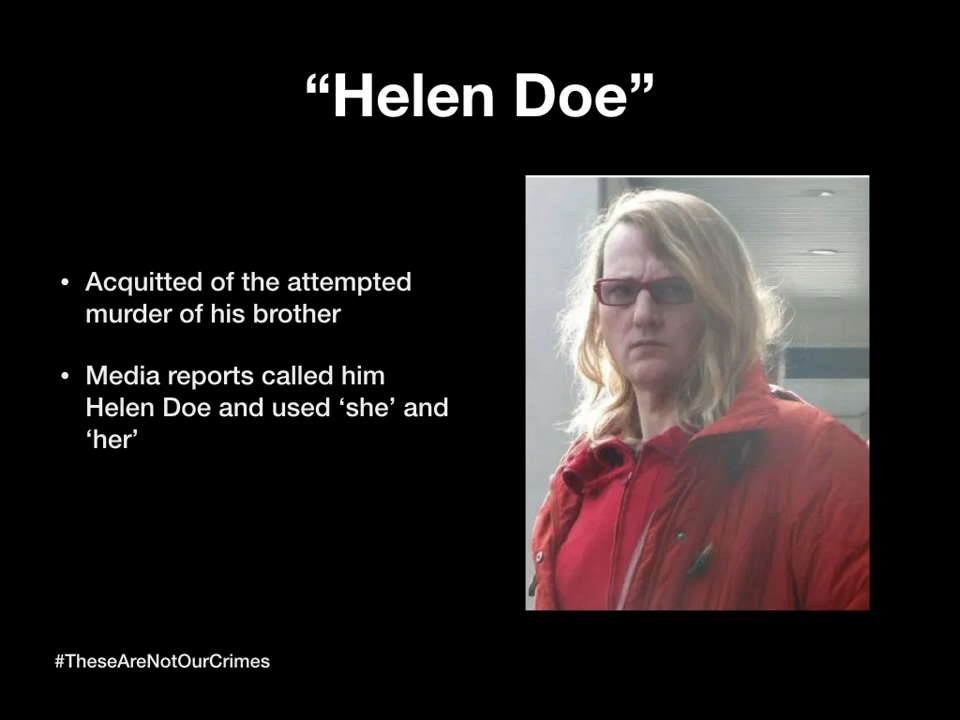 “Helen Doe”
• Acquitted of the attempted
murder of his brother
• Media reports called him
Helen Doe and used ‘she’ and
‘her’
#TheseAreNotOurCrimes